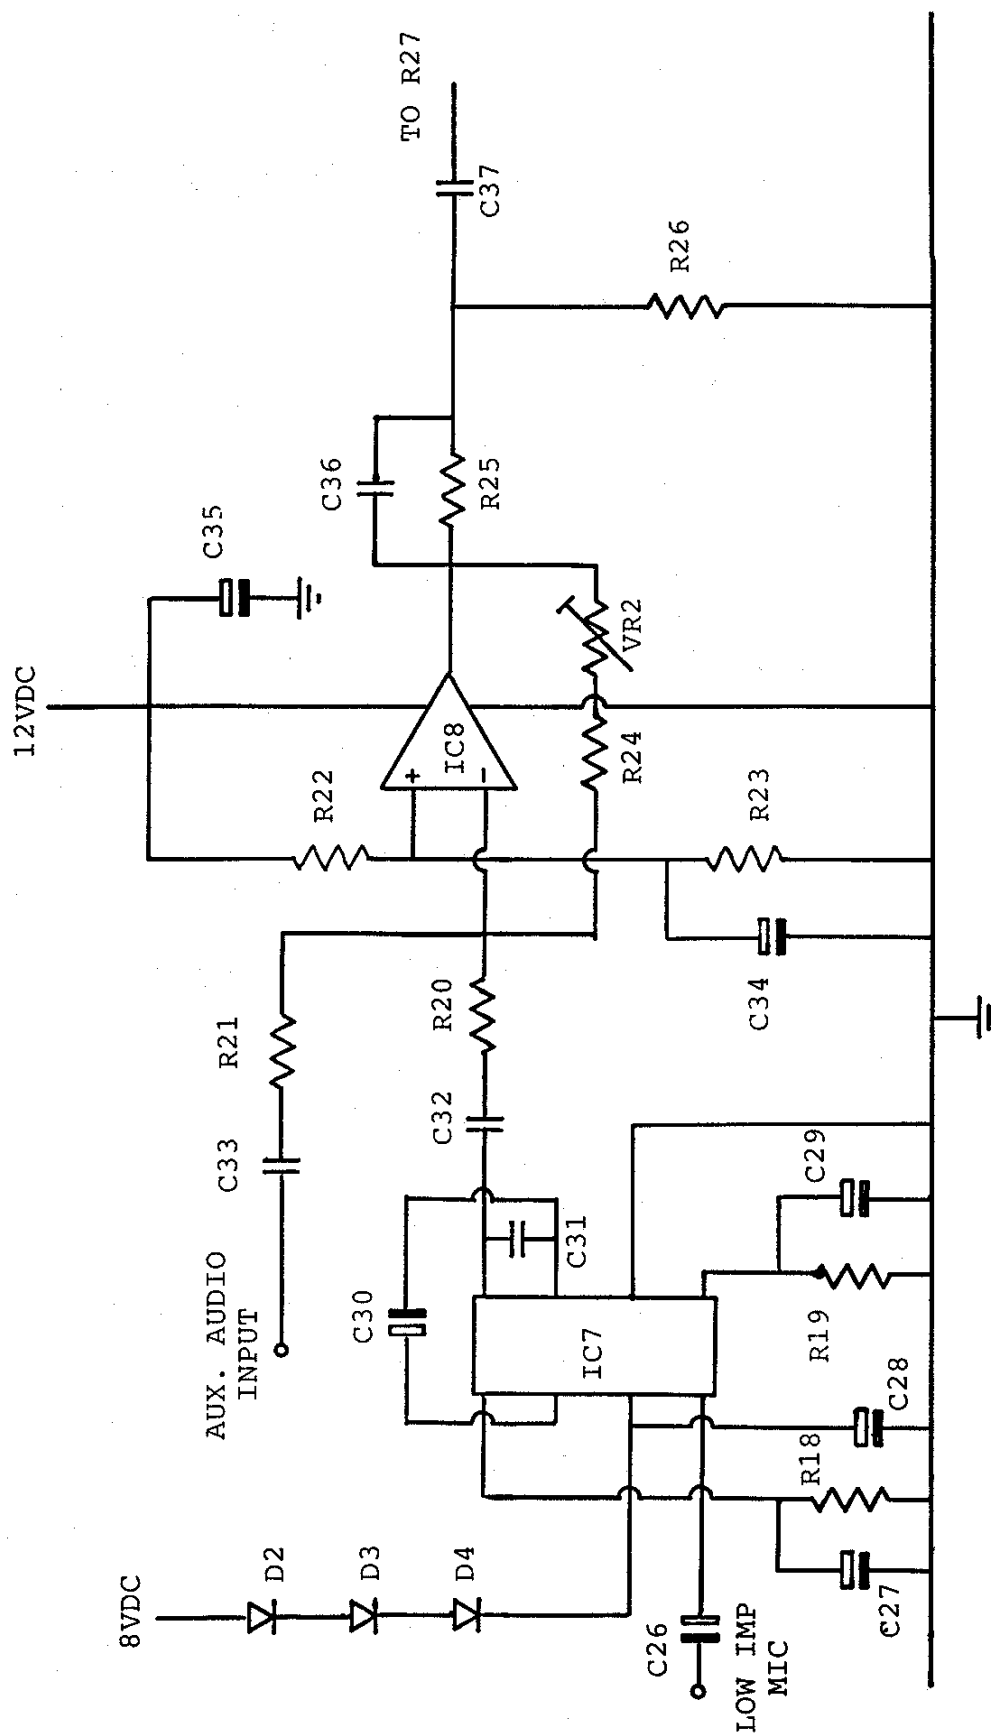 12VDC
8VDC
D2
D3
D4
AUX. AUDIO
INPUT
C33
R21
R22
C35
C36
TO R27
C30
C31
C32
R20
+
-
IC8
R25
C37
IC7
R24
VR2
R26
C26
LOW IMP
MIC
C27
R18
C28
R19
C29
C34
R23